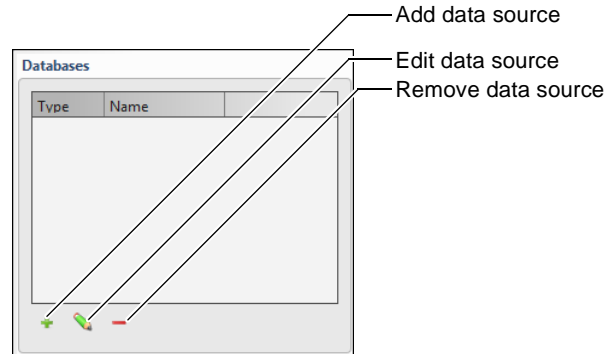 Add data source
Edit data source
Remove data source
Databases
Type Name